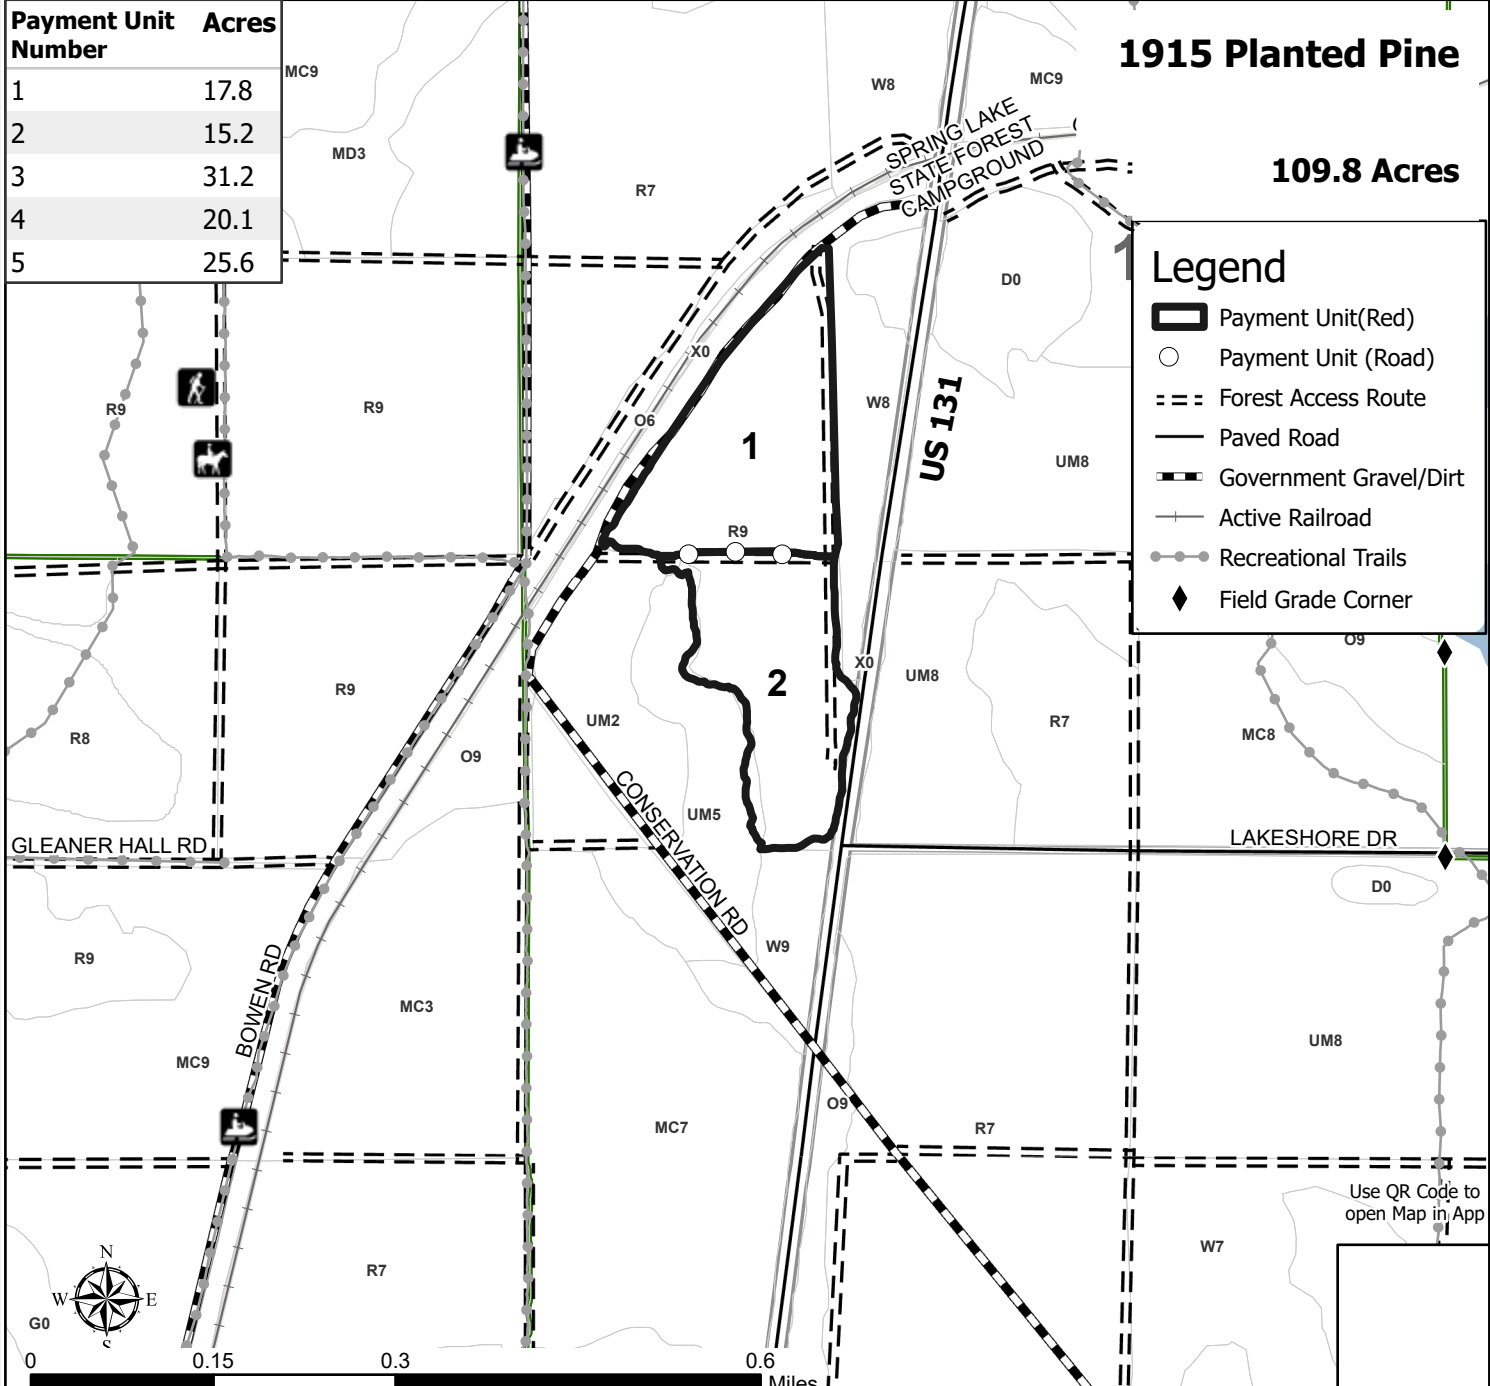 Payment Unit Number Acres
1 17.8
2 15.2
3 31.2
4 20.1
5 25.6
1915 Planted Pine
109.8 Acres
Legend
Payment Unit(Red)
Payment Unit (Road)
Forest Access Route
Paved Road
Government Gravel/Dirt
Active Railroad
Recreational Trails
Field Grade Corner
MC9
W8
MC9
MD3
R7
SPRING LAKE
STATE FOREST
CAMPGROUND
D0
X0
R9
R9
O6
W8
US 131
1
UM8
R9
O9
R9
2
X0
UM8
R8
UM2
R7
MC8
O9
UM5
CONSERVATION RD
GLEANER HALL RD
LAKESHORE DR
D0
R9
W9
BOWEN RD
MC3
MC9
UM8
MC7
O9
R7
Use QR Code to
open Map in App
W7
R7
G0
N
W E
S
0 0.15 0.3 0.6
Miles